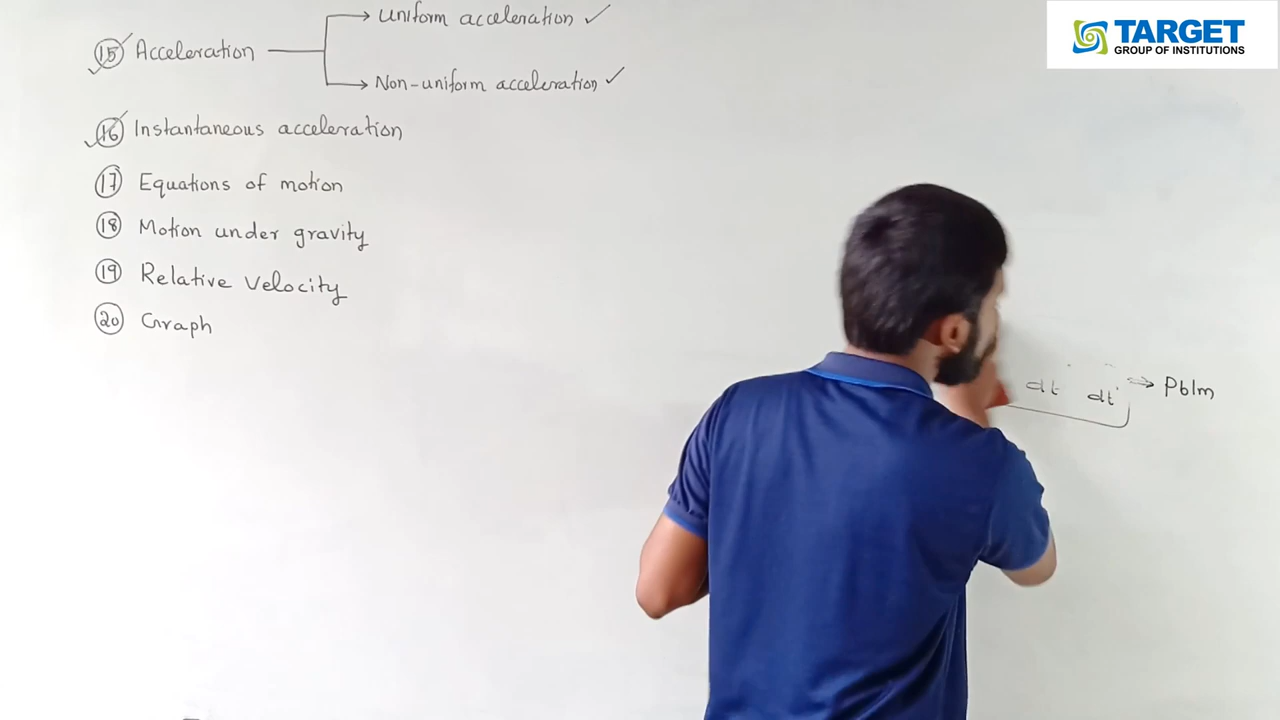 Uniform acceleration ✓
15 Acceleration
Non-uniform acceleration ✓
16 Instantaneous acceleration
17 Equations of motion
18 Motion under gravity
19 Relative Velocity
20 Graph
dt dt ⇒ Pblm
TARGET
GROUP OF INSTITUTIONS